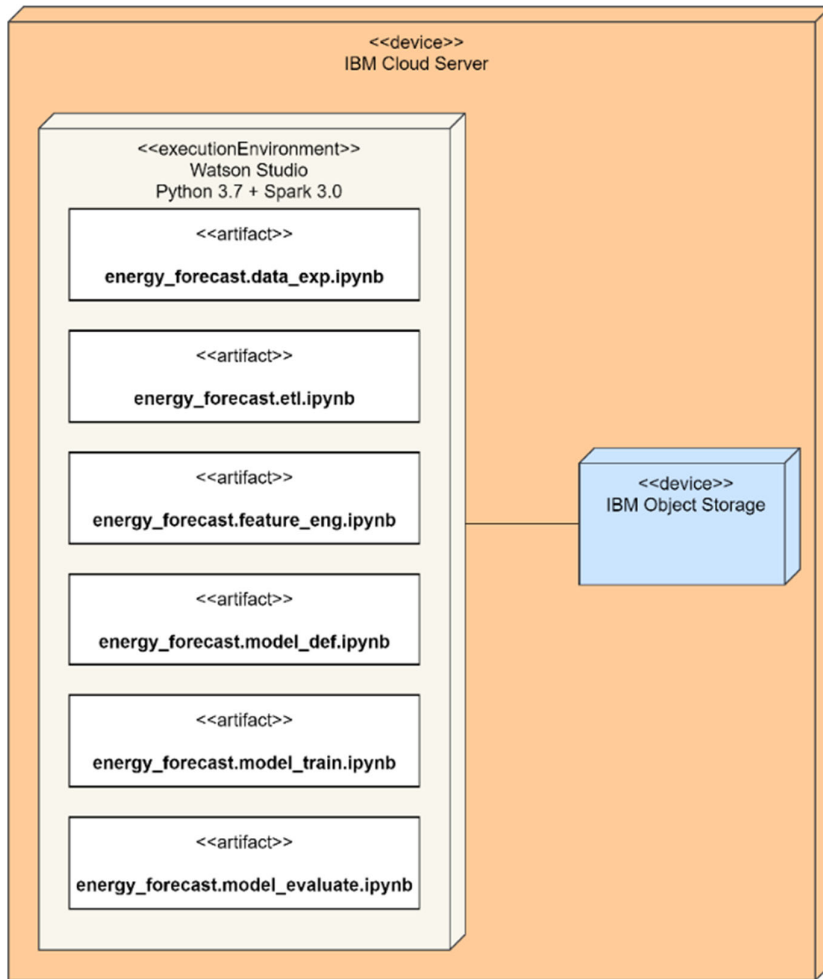 <<device>>
IBM Cloud Server
<<executionEnvironment>>
Watson Studio
Python 3.7 + Spark 3.0
<<artifact>>
energy_forecast.data_exp.ipynb
<<artifact>>
energy_forecast.etl.ipynb
<<artifact>>
energy_forecast.feature_eng.ipynb
<<artifact>>
energy_forecast.model_def.ipynb
<<artifact>>
energy_forecast.model_train.ipynb
<<artifact>>
energy_forecast.model_evaluate.ipynb
<<device>>
IBM Object Storage